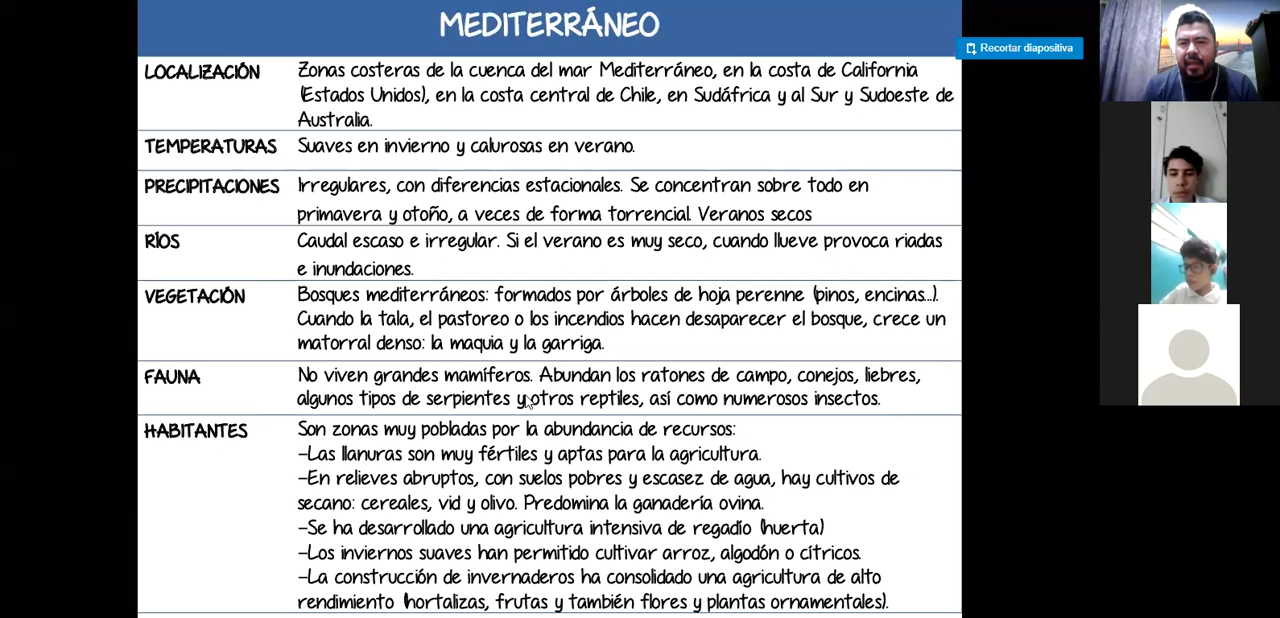 MEDITERRÁNEO
Recortar diapositiva
LOCALIZACIÓN
Zonas costeras de la cuenca del mar Mediterráneo, en la costa de California
(Estados Unidos), en la costa central de Chile, en Sudáfrica y al Sur y Sudoeste de
Australia.
TEMPERATURAS
Suaves en invierno y calurosas en verano.
PRECIPITACIONES
Irregulares, con diferencias estacionales. Se concentran sobre todo en
primavera y otoño, a veces de forma torrencial. Veranos secos
RÍOS
Caudal escaso e irregular. Si el verano es muy seco, cuando llueve provoca riadas
e inundaciones.
VEGETACIÓN
Bosques mediterráneos: formados por árboles de hoja perenne (pinos, encinas...).
Cuando la tala, el pastoreo o los incendios hacen desaparecer el bosque, crece un
matorral denso: la maquia y la garriga.
FAUNA
No viven grandes mamíferos. Abundan los ratones de campo, conejos, liebres,
algunos tipos de serpientes y otros reptiles, así como numerosos insectos.
HABITANTES
Son zonas muy pobladas por la abundancia de recursos:
-Las llanuras son muy fértiles y aptas para la agricultura.
-En relieves abruptos, con suelos pobres y escasez de agua, hay cultivos de
secano: cereales, vid y olivo. Predomina la ganadería ovina.
-Se ha desarrollado una agricultura intensiva de regadío (huerta)
-Los inviernos suaves han permitido cultivar arroz, algodón o cítricos.
-La construcción de invernaderos ha consolidado una agricultura de alto
rendimiento (hortalizas, frutas y también flores y plantas ornamentales).